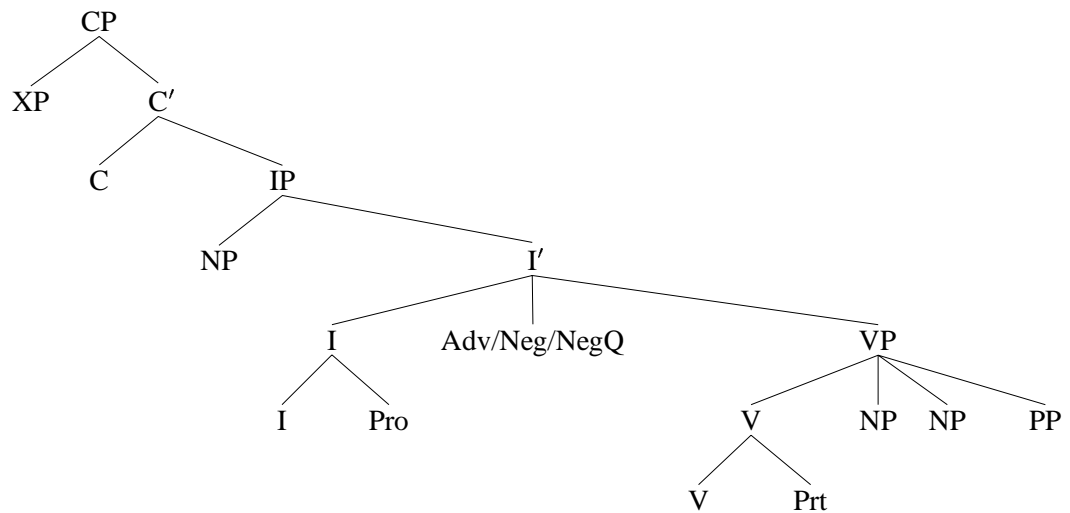 CP
XP C′
C IP
NP I′
I Adv/Neg/NegQ VP
I Pro V NP NP PP
V Prt